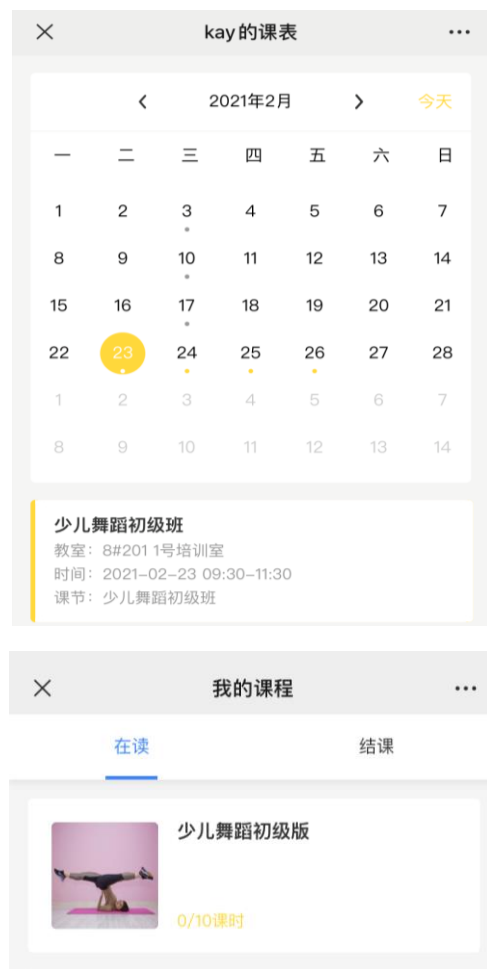 kay的课表
2021年2月 今天
一 二 三 四 五 六 日
1 2 3 4 5 6 7
8 9 10 11 12 13 14
15 16 17 18 19 20 21
22 23 24 25 26 27 28
1 2 3 4 5 6 7
8 9 10 11 12 13 14
少儿舞蹈初级班
教室：8#201 1号培训室
时间：2021-02-23 09:30-11:30
课节：少儿舞蹈初级班
我的课程
在读 结课
少儿舞蹈初级版
0/10课时